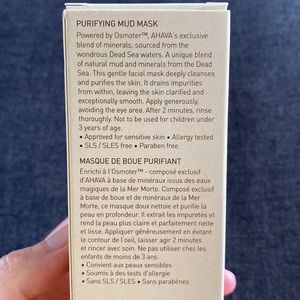 PURIFYING MUD MASK
Powered by Osmoter™, AHAVA's exclusive
blend of minerals, sourced from the
wondrous Dead Sea waters. A unique blend
of natural mud and minerals from the Dead
Sea. This gentle facial mask deeply cleanses
and purifies the skin. It drains impurities
from within, leaving the skin clarified and
exceptionally smooth. Apply generously,
avoiding the eye area. After 2 minutes, rinse
thoroughly. Not to be used for children under
3 years of age.
• Approved for sensitive skin • Allergy tested
• SLS / SLES free • Paraben free
MASQUE DE BOUE PURIFIANT
Enrichi à l'Osmoter™ - composé exclusif
d'AHAVA à base de minéraux issus des eaux
magiques de la Mer Morte. Composé exclusif
à base de boue et de minéraux de la Mer
Morte, ce masque doux nettoie et purifie la
peau en profondeur. Il extrait les impuretés et
rend la peau plus claire et parfaitement nette
et lisse. Appliquer généreusement en évitant
le contour de l'oeil, laisser agir 2 minutes
et rincer avec soin. Ne pas utiliser chez les
enfants de moins de 3 ans.
• Convient aux peaux sensibles
• Soumis à des tests d'allergie
• Sans SLS/ SLES • Sans parabènes